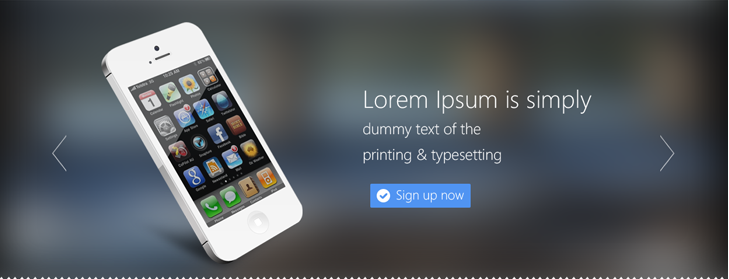 Lorem Ipsum is simply
dummy text of the
printing & typesetting
Sign up now